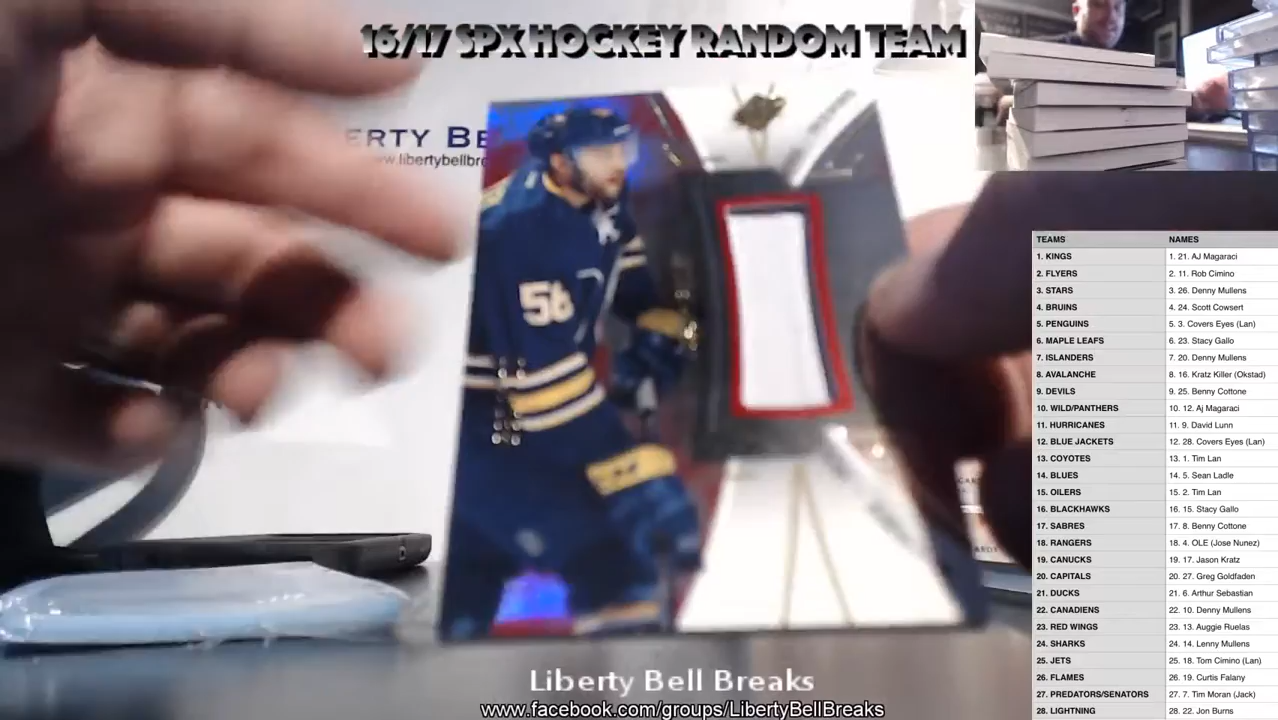 16/17 SPX HOCKEY RANDOM TEAM
ERTY BE
www.libertybellbre
56
TEAMS NAMES
1. KINGS 1. 21. AJ Magaraci
2. FLYERS 2. 11. Rob Cimino
3. STARS 3. 26. Denny Mullens
4. BRUINS 4. 24. Scott Cowsert
5. PENGUINS 5. 3. Covers Eyes (Lan)
6. MAPLE LEAFS 6. 23. Stacy Gallo
7. ISLANDERS 7. 20. Denny Mullens
8. AVALANCHE 8. 16. Kratz Killer (Okstad)
9. DEVILS 9. 25. Benny Cottone
10. WILD/PANTHERS 10. 12. Aj Magaraci
11. HURRICANES 11. 9. David Lunn
12. BLUE JACKETS 12. 28. Covers Eyes (Lan)
13. COYOTES 13. 1. Tim Lan
14. BLUES 14. 5. Sean Ladle
15. OILERS 15. 2. Tim Lan
16. BLACKHAWKS 16. 15. Stacy Gallo
17. SABRES 17. 8. Benny Cottone
18. RANGERS 18. 4. OLE (Jose Nunez)
19. CANUCKS 19. 17. Jason Kratz
20. CAPITALS 20. 27. Greg Goldfaden
21. DUCKS 21. 6. Arthur Sebastian
22. CANADIENS 22. 10. Denny Mullens
23. RED WINGS 23. 13. Auggie Ruelas
24. SHARKS 24. 14. Lenny Mullens
25. JETS 25. 18. Tom Cimino (Lan)
26. FLAMES 26. 19. Curtis Falany
27. PREDATORS/SENATORS 27. 7. Tim Moran (Jack)
28. LIGHTNING 28. 22. Jon Burns
Liberty Bell Breaks
www.facebook.com/groups/LibertyBellBreaks